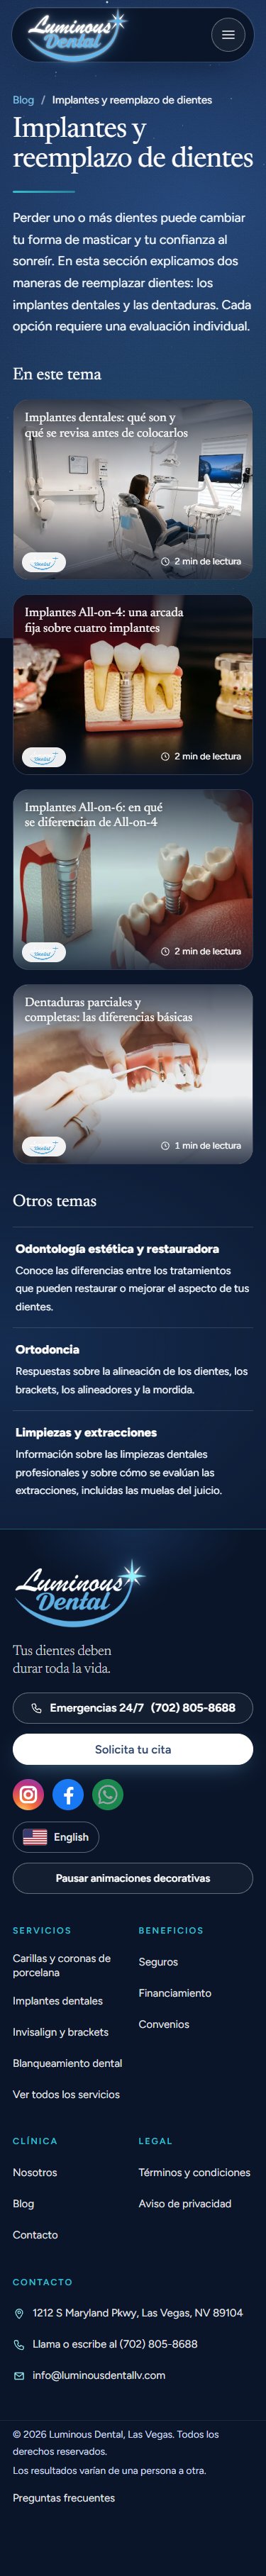 Luminous
Dental
Blog / Implantes y reemplazo de dientes
Implantes y
reemplazo de dientes
Perder uno o más dientes puede cambiar
tu forma de masticar y tu confianza al
sonreír. En esta sección explicamos dos
maneras de reemplazar dientes: los
implantes dentales y las dentaduras. Cada
opción requiere una evaluación individual.
En este tema
Implantes dentales: qué son y
qué se revisa antes de colocarlos
2 min de lectura
Implantes All-on-4: una arcada
fija sobre cuatro implantes
2 min de lectura
Implantes All-on-6: en qué
se diferencian de All-on-4
2 min de lectura
Dentaduras parciales y
completas: las diferencias básicas
1 min de lectura
Otros temas
Odontología estética y restauradora
Conoce las diferencias entre los tratamientos
que pueden restaurar o mejorar el aspecto de tus
dientes.
Ortodoncia
Respuestas sobre la alineación de los dientes, los
brackets, los alineadores y la mordida.
Limpiezas y extracciones
Información sobre las limpiezas dentales
profesionales y sobre cómo se evalúan las
extracciones, incluidas las muelas del juicio.
Luminous
Dental
Tus dientes deben
durar toda la vida.
Emergencias 24/7 (702) 805-8688
Solicita tu cita
English
Pausar animaciones decorativas
SERVICIOS
Carillas y coronas de
porcelana
Implantes dentales
Invisalign y brackets
Blanqueamiento dental
Ver todos los servicios
BENEFICIOS
Seguros
Financiamiento
Convenios
CLÍNICA
Nosotros
Blog
Contacto
LEGAL
Términos y condiciones
Aviso de privacidad
CONTACTO
1212 S Maryland Pkwy, Las Vegas, NV 89104
Llama o escribe al (702) 805-8688
info@luminousdentallv.com
© 2026 Luminous Dental, Las Vegas. Todos los
derechos reservados.
Los resultados varían de una persona a otra.
Preguntas frecuentes